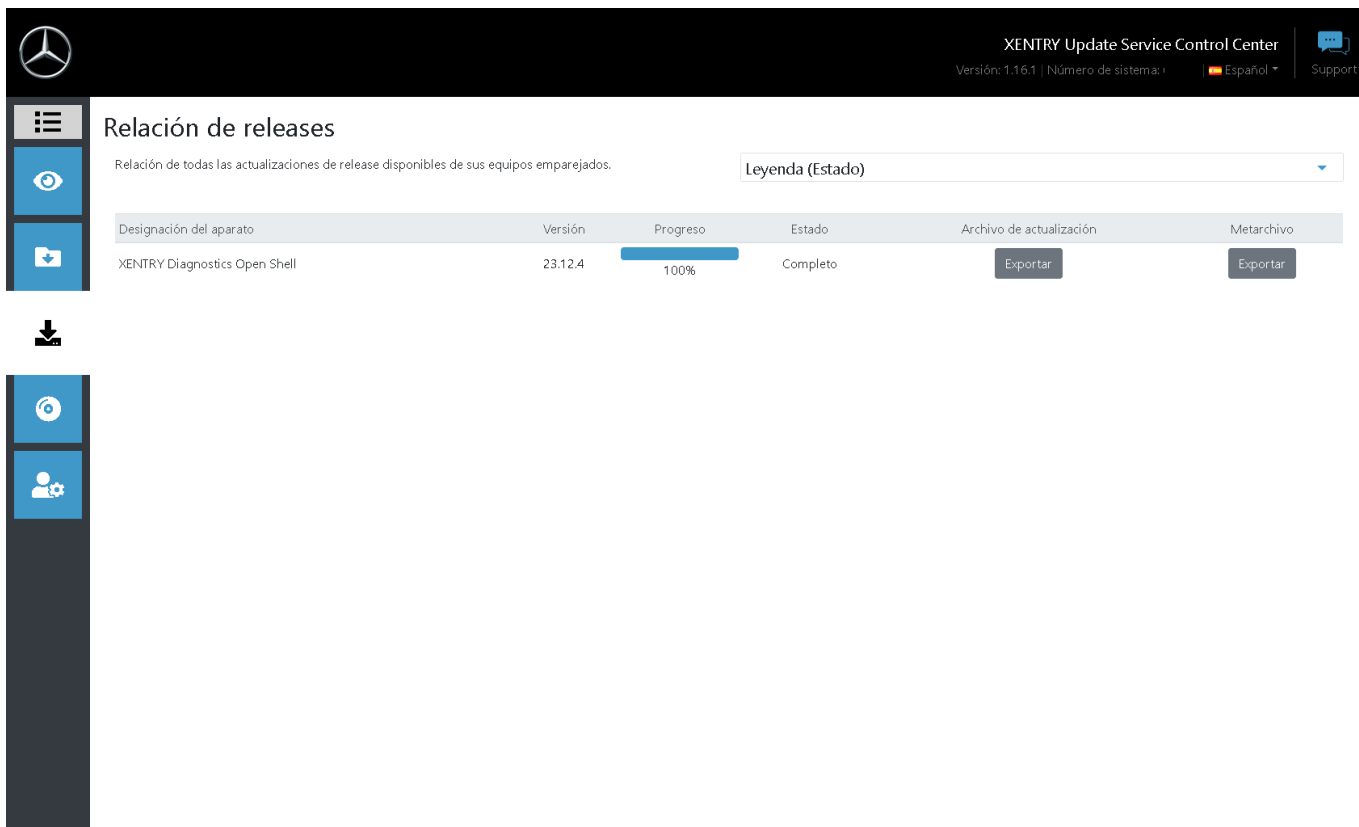 XENTRY Update Service Control Center
Versión: 1.16.1 | Número de sistema: | Español
Support
Relación de releases
Relación de todas las actualizaciones de release disponibles de sus equipos emparejados.
Leyenda (Estado)
Designación del aparato Versión Progreso Estado Archivo de actualización Metarchivo
XENTRY Diagnostics Open Shell 23.12.4 100% Completo Exportar Exportar